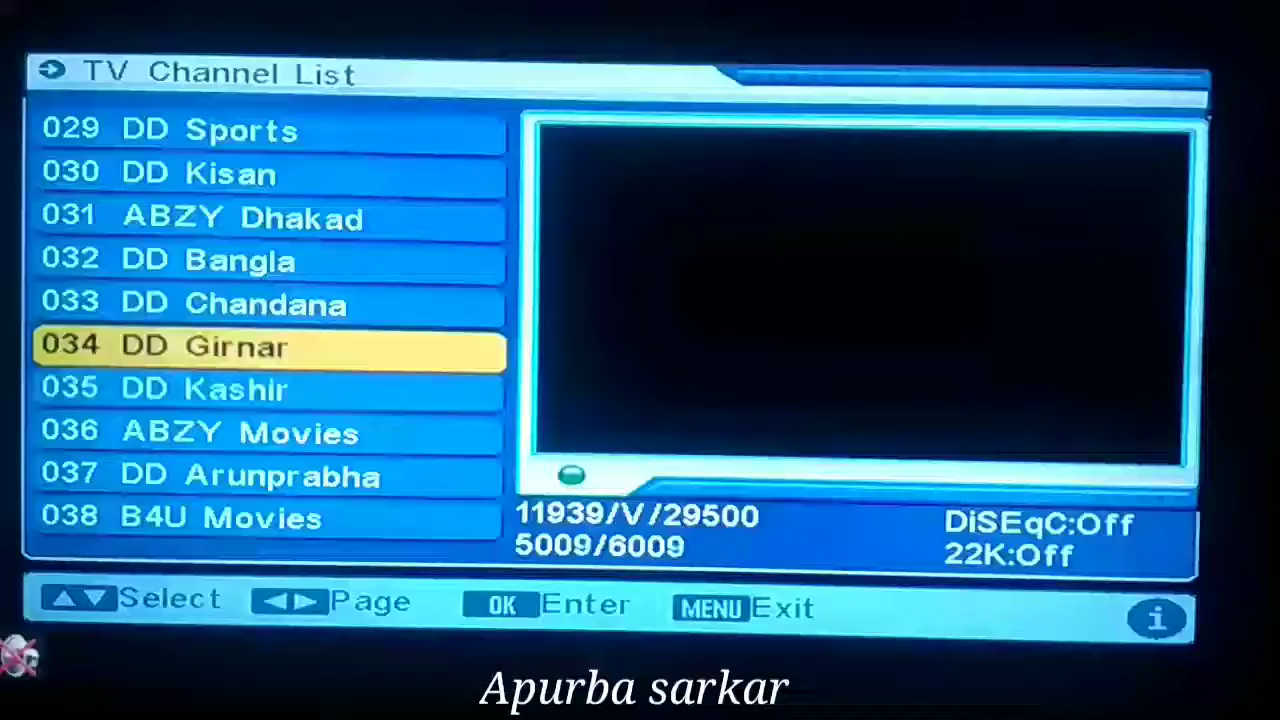 TV Channel List
029 DD Sports
030 DD Kisan
031 ABZY Dhakad
032 DD Bangla
033 DD Chandana
034 DD Girnar
035 DD Kashir
036 ABZY Movies
037 DD Arunprabha
038 B4U Movies
11939/V/29500
5009/6009
DiSEqC:Off
22K:Off
Select Page OK Enter MENU Exit i
Apurba sarkar